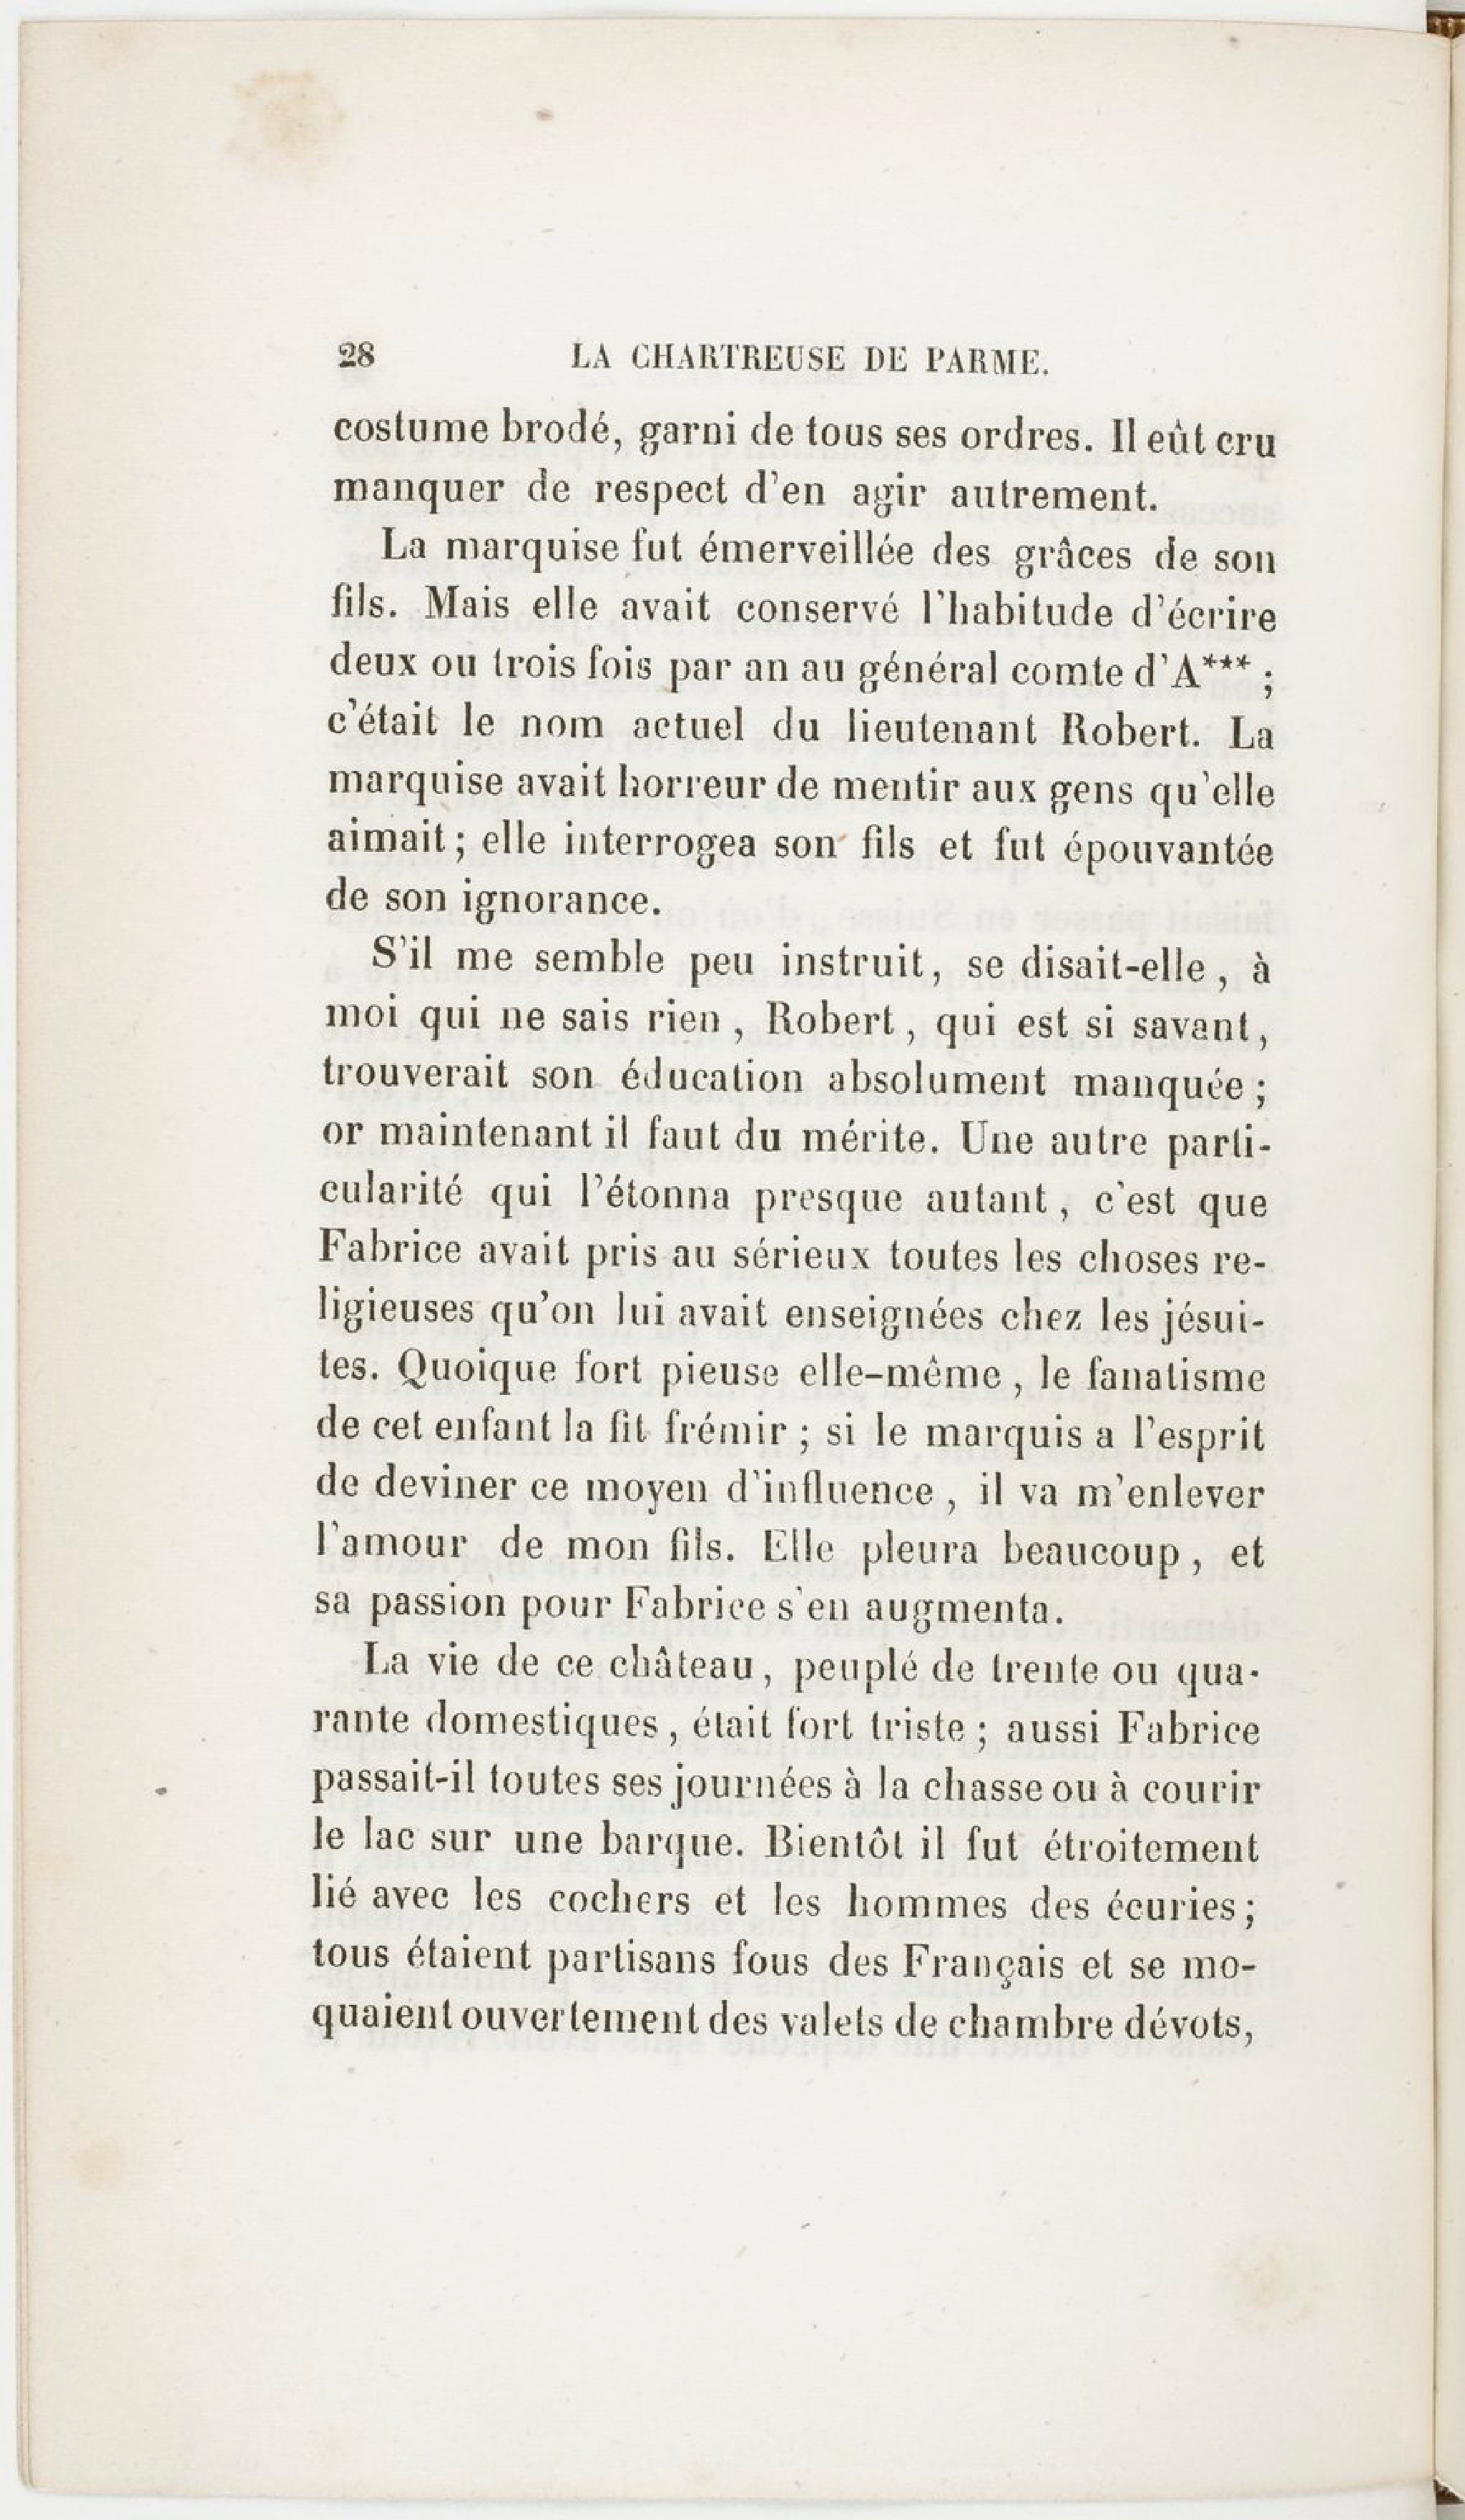 28 LA CHARTREUSE DE PARME.
costume brodé, garni de tous ses ordres. Il eût cru
manquer de respect d'en agir autrement.
La marquise fut émerveillée des grâces de son
fils. Mais elle avait conservé l'habitude d'écrire
deux ou trois fois par an au général comte d'A*** ;
c'était le nom actuel du lieutenant Robert. La
marquise avait horreur de mentir aux gens qu'elle
aimait ; elle interrogea son fils et fut épouvantée
de son ignorance.
S'il me semble peu instruit, se disait-elle , à
moi qui ne sais rien , Robert , qui est si savant ,
trouverait son éducation absolument manquée ;
or maintenant il faut du mérite. Une autre parti-
cularité qui l'étonna presque autant , c'est que
Fabrice avait pris au sérieux toutes les choses re-
ligieuses qu'on lui avait enseignées chez les jésui-
tes. Quoique fort pieuse elle-même , le fanatisme
de cet enfant la fit frémir ; si le marquis a l'esprit
de deviner ce moyen d'influence , il va m'enlever
l'amour de mon fils. Elle pleura beaucoup , et
sa passion pour Fabrice s'en augmenta.
La vie de ce château , peuplé de trente ou qua-
rante domestiques , était fort triste ; aussi Fabrice
passait-il toutes ses journées à la chasse ou à courir
le lac sur une barque. Bientôt il fut étroitement
lié avec les cochers et les hommes des écuries ;
tous étaient partisans fous des Français et se mo-
quaient ouvertement des valets de chambre dévots,